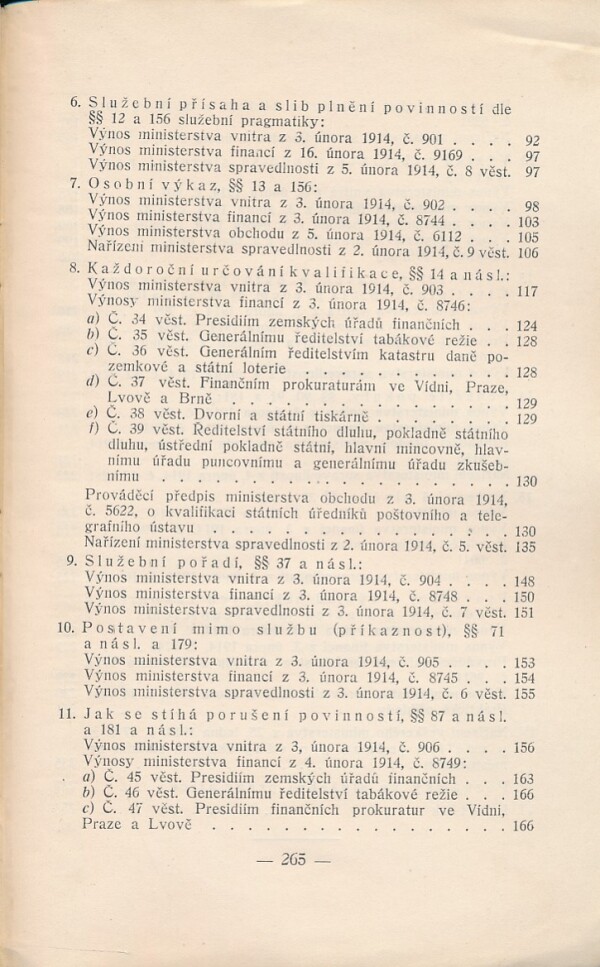 6. Služební přísaha a slib plnění povinností dle
§§ 12 a 156 služební pragmatiky:
Výnos ministerstva vnitra z 3. února 1914, č. 901 . . . . 92
Výnos ministerstva financí z 16. února 1914, č. 9169 . . . 97
Výnos ministerstva spravedlnosti z 5. února 1914, č. 8 věst. 97
7. Osobní výkaz, §§ 13 a 156:
Výnos ministerstva vnitra z 3. února 1914, č. 902 . . . . 98
Výnos ministerstva financí z 3. února 1914, č. 8744 . . . . 103
Výnos ministerstva obchodu z 5. února 1914, č. 6112 . . . 105
Nařízení ministerstva spravedlnosti z 2. února 1914, č. 9 věst. 106
8. Každoroční určování kvalifikace, §§ 14 a násl.:
Výnos ministerstva vnitra z 3. února 1914, č. 903 . . . . 117
Výnosy ministerstva financí z 3. února 1914, č. 8746:
a) Č. 34 věst. Presidiím zemských úřadů finančních . . . 124
b) Č. 35 věst. Generálnímu ředitelství tabákové režie . . 128
c) Č. 36 věst. Generálním ředitelstvím katastru daně po-
zemkové a státní loterie . . . . . . . . . . . . 128
d) Č. 37 věst. Finančním prokuraturám ve Vídni, Praze,
Lvově a Brně . . . . . . . . . . . . . . . . 129
e) Č. 38 věst. Dvorní a státní tiskárně . . . . . . . . 129
f) Č. 39 věst. Ředitelství státního dluhu, pokladně státního
dluhu, ústřední pokladně státní, hlavní mincovně, hlav-
nímu úřadu puncovnímu a generálnímu úřadu zkušeb-
nímu . . . . . . . . . . . . . . . . . . . 130
Prováděcí předpis ministerstva obchodu z 3. února 1914,
č. 5622, o kvalifikaci státních úředníků poštovního a tele-
grafního ústavu . . . . . . . . . . . . . . . . 130
Nařízení ministerstva spravedlnosti z 2. února 1914, č. 5. věst. 135
9. Služební pořadí, §§ 37 a násl.:
Výnos ministerstva vnitra z 3. února 1914, č. 904 . . . . 148
Výnos ministerstva financí z 3. února 1914, č. 8748 . . . 150
Výnos ministerstva spravedlnosti z 3. února 1914, č. 7 věst. 151
10. Postavení mimo službu (příkaznost), §§ 71
a násl. a 179:
Výnos ministerstva vnitra z 3. února 1914, č. 905 . . . . 153
Výnos ministerstva financí z 3. února 1914, č. 8745 . . . 154
Výnos ministerstva spravedlnosti z 3. února 1914, č. 6 věst. 155
11. Jak se stíhá porušení povinností, §§ 87 a násl.
a 181 a násl.:
Výnos ministerstva vnitra z 3, února 1914, č. 906 . . . . 156
Výnosy ministerstva financí z 4. února 1914, č. 8749:
a) Č. 45 věst. Presidiím zemských úřadů finančních . . . 163
b) Č. 46 věst. Generálnímu ředitelství tabákové režie . . . 166
c) Č. 47 věst. Presidiím finančních prokuratur ve Vídni,
Praze a Lvově . . . . . . . . . . . . . . . . 166
— 265 —